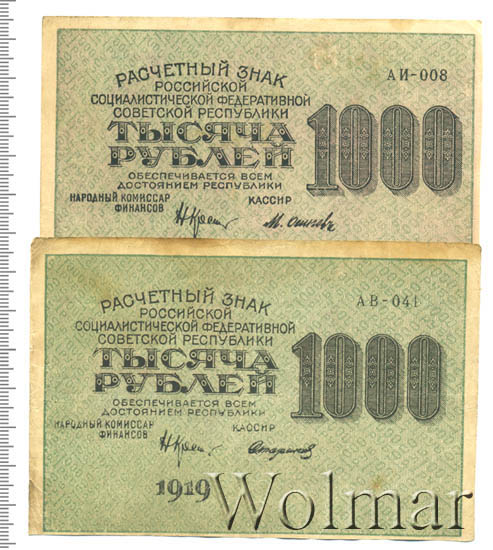 РАСЧЕТНЫЙ ЗНАК
РОССИЙСКОЙ
СОЦИАЛИСТИЧЕСКОЙ ФЕДЕРАТИВНОЙ
СОВЕТСКОЙ РЕСПУБЛИКИ
ТЫСЯЧА
РУБЛЕЙ
ОБЕСПЕЧИВАЕТСЯ ВСЕМ
ДОСТОЯНИЕМ РЕСПУБЛИКИ
НАРОДНЫЙ КОМИССАР
ФИНАНСОВ
КАССИР
АИ-008
1000
РАСЧЕТНЫЙ ЗНАК
РОССИЙСКОЙ
СОЦИАЛИСТИЧЕСКОЙ ФЕДЕРАТИВНОЙ
СОВЕТСКОЙ РЕСПУБЛИКИ
ТЫСЯЧА
РУБЛЕЙ
ОБЕСПЕЧИВАЕТСЯ ВСЕМ
ДОСТОЯНИЕМ РЕСПУБЛИКИ
НАРОДНЫЙ КОМИССАР
ФИНАНСОВ
КАССИР
АВ-041
1000
1919
Wolmar